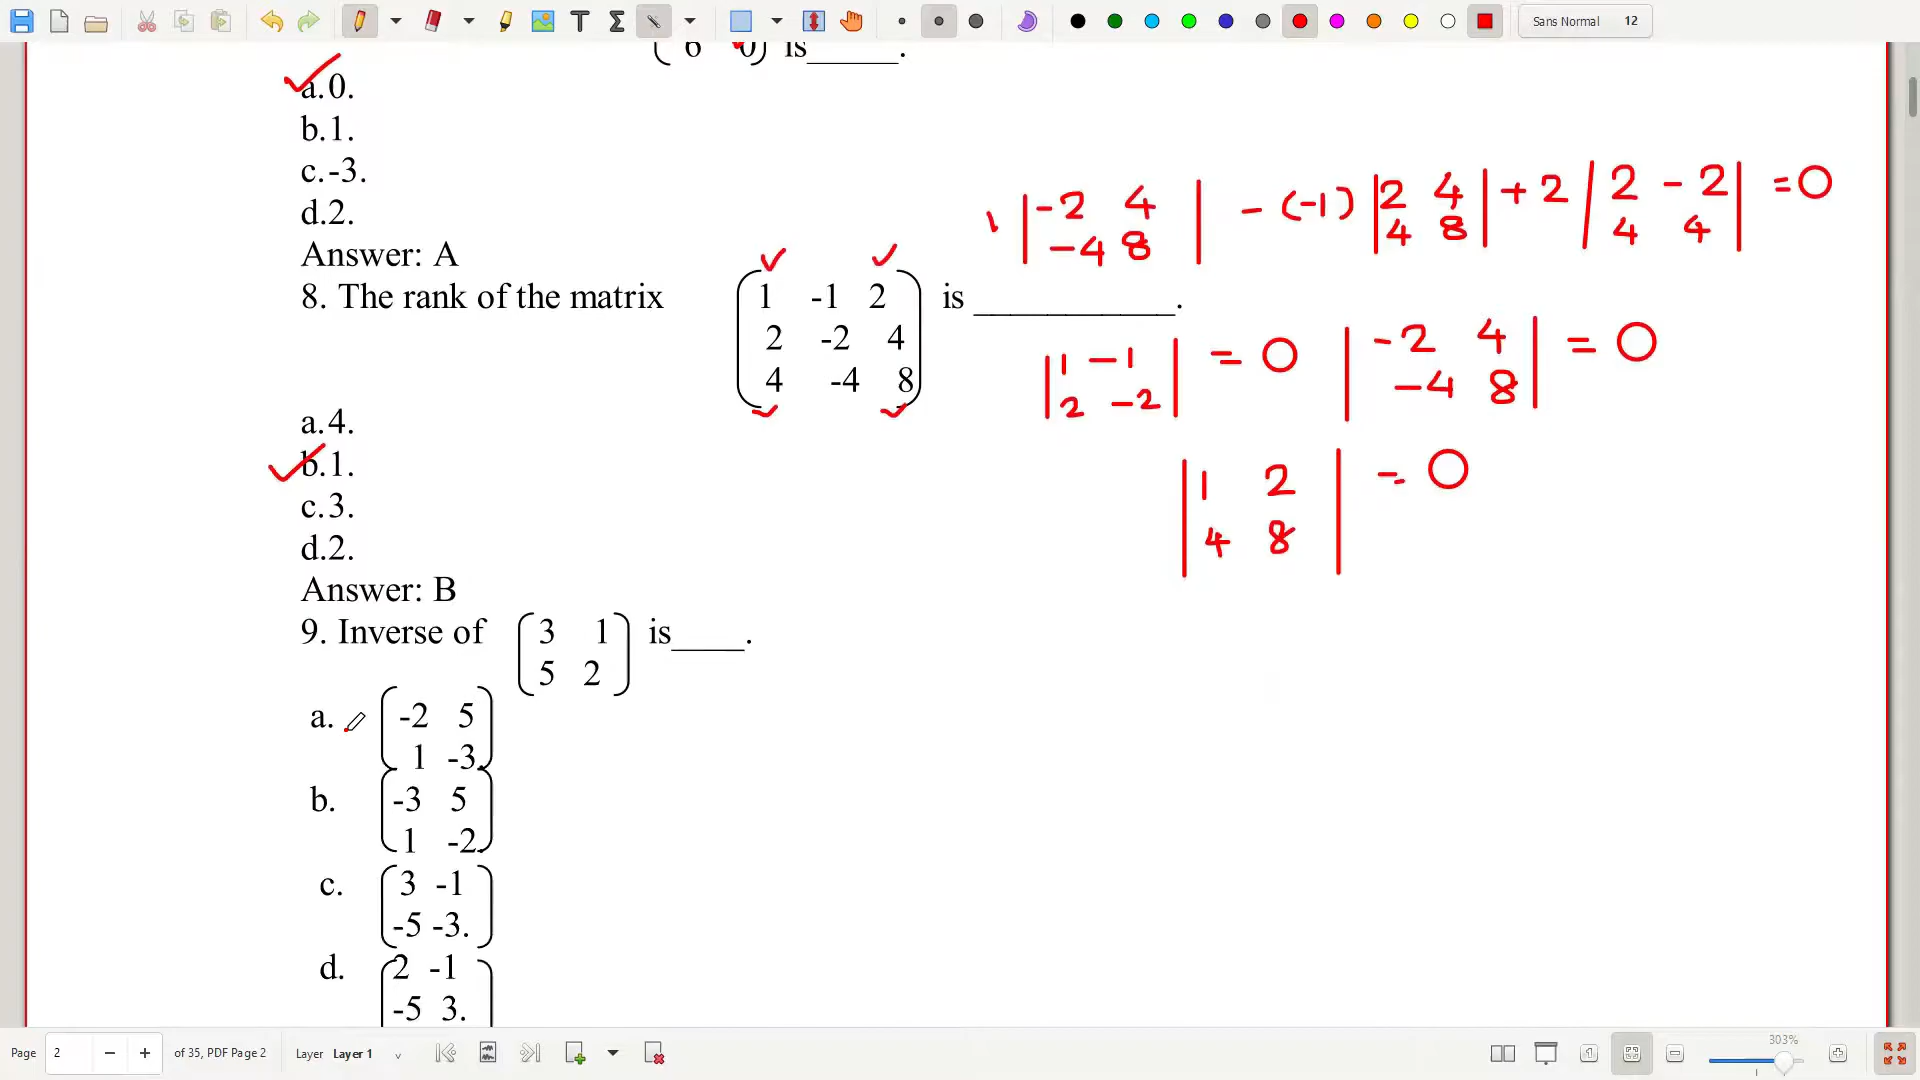 Sans Normal 12
6 0 is_____.
a.0.
b.1.
c.-3.
d.2.
Answer: A
8. The rank of the matrix
1 -1 2
2 -2 4
4 -4 8
is ___________.
a.4.
b.1.
c.3.
d.2.
Answer: B
1 |-2 4| - (-1) |2 4| + 2 |2 -2| = 0
|-4 8| |4 8| |4 4|
|1 -1| = 0 |-2 4| = 0
|2 -2| |-4 8|
|1 2| = 0
|4 8|
9. Inverse of
3 1
5 2
is____.
a. -2 5
1 -3.
b. -3 5
1 -2.
c. 3 -1
-5 -3.
d. 2 -1
-5 3.
Page 2 of 35, PDF Page 2 Layer Layer 1 303%